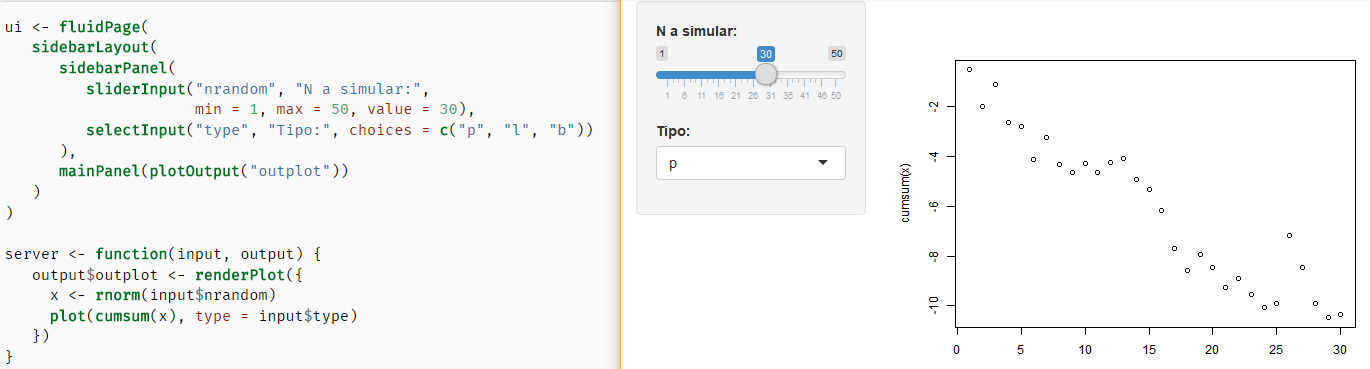 ui <- fluidPage(
sidebarLayout(
sidebarPanel(
sliderInput("nrandom", "N a simular:",
min = 1, max = 50, value = 30),
selectInput("type", "Tipo:", choices = c("p", "l", "b"))
),
mainPanel(plotOutput("outplot"))
)
)
server <- function(input, output) {
output$outplot <- renderPlot({
x <- rnorm(input$nrandom)
plot(cumsum(x), type = input$type)
})
}
N a simular:
1 30 50
1 6 11 16 21 26 31 36 41 46 50
Tipo:
p
cumsum(x)
-2
-4
-6
-8
-10
0 5 10 15 20 25 30